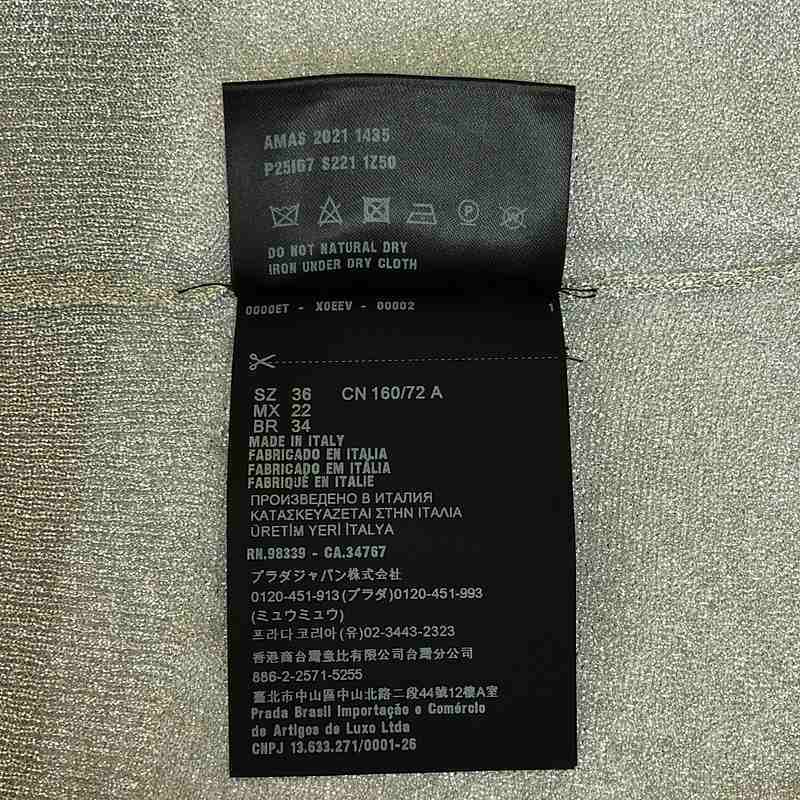 AMAS 2021 1435
P25I67 S221 1Z50
DO NOT NATURAL DRY
IRON UNDER DRY CLOTH
0000ET - X0EEV - 00002 1
SZ 36 CN 160/72 A
MX 22
BR 34
MADE IN ITALY
FABRICADO EN ITALIA
FABRICADO EM ITÁLIA
FABRIQUÉ EN ITALIE
ПРОИЗВЕДЕНО В ИТАЛИЯ
ΚΑΤΑΣΚΕΥΑΖΕΤΑΙ ΣΤΗΝ ΙΤΑΛΙΑ
ÜRETİM YERİ İTALYA
RN.98339 - CA.34767
プラダジャパン株式会社
0120-451-913(プラダ)0120-451-993
(ミュウミュウ)
프라다 코리아 (유)02-3443-2323
香港商台灣蚕比有限公司台灣分公司
886-2-2571-5255
臺北市中山區中山北路二段44號12樓A室
Prada Brasil Importação e Comércio
de Artigos de Luxo Ltda
CNPJ 13.633.271/0001-26